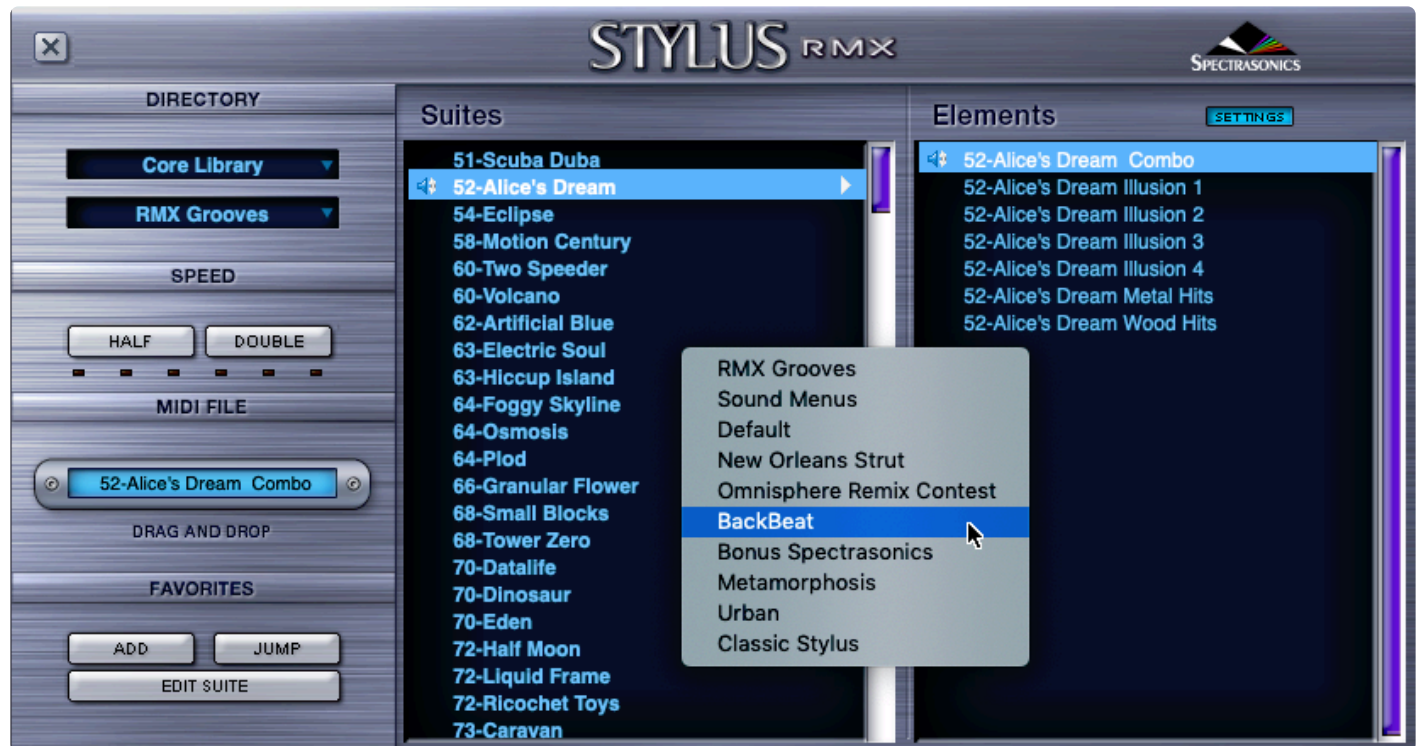 STYLUS RMX
SPECTRASONICS
DIRECTORY
Core Library
RMX Grooves
SPEED
HALF
DOUBLE
MIDI FILE
52-Alice's Dream  Combo
DRAG AND DROP
FAVORITES
ADD
JUMP
EDIT SUITE
Suites
51-Scuba Duba
52-Alice's Dream
54-Eclipse
58-Motion Century
60-Two Speeder
60-Volcano
62-Artificial Blue
63-Electric Soul
63-Hiccup Island
64-Foggy Skyline
64-Osmosis
64-Plod
66-Granular Flower
68-Small Blocks
68-Tower Zero
70-Datalife
70-Dinosaur
70-Eden
72-Half Moon
72-Liquid Frame
72-Ricochet Toys
73-Caravan
Elements
SETTINGS
52-Alice's Dream  Combo
52-Alice's Dream Illusion 1
52-Alice's Dream Illusion 2
52-Alice's Dream Illusion 3
52-Alice's Dream Illusion 4
52-Alice's Dream Metal Hits
52-Alice's Dream Wood Hits
RMX Grooves
Sound Menus
Default
New Orleans Strut
Omnisphere Remix Contest
BackBeat
Bonus Spectrasonics
Metamorphosis
Urban
Classic Stylus